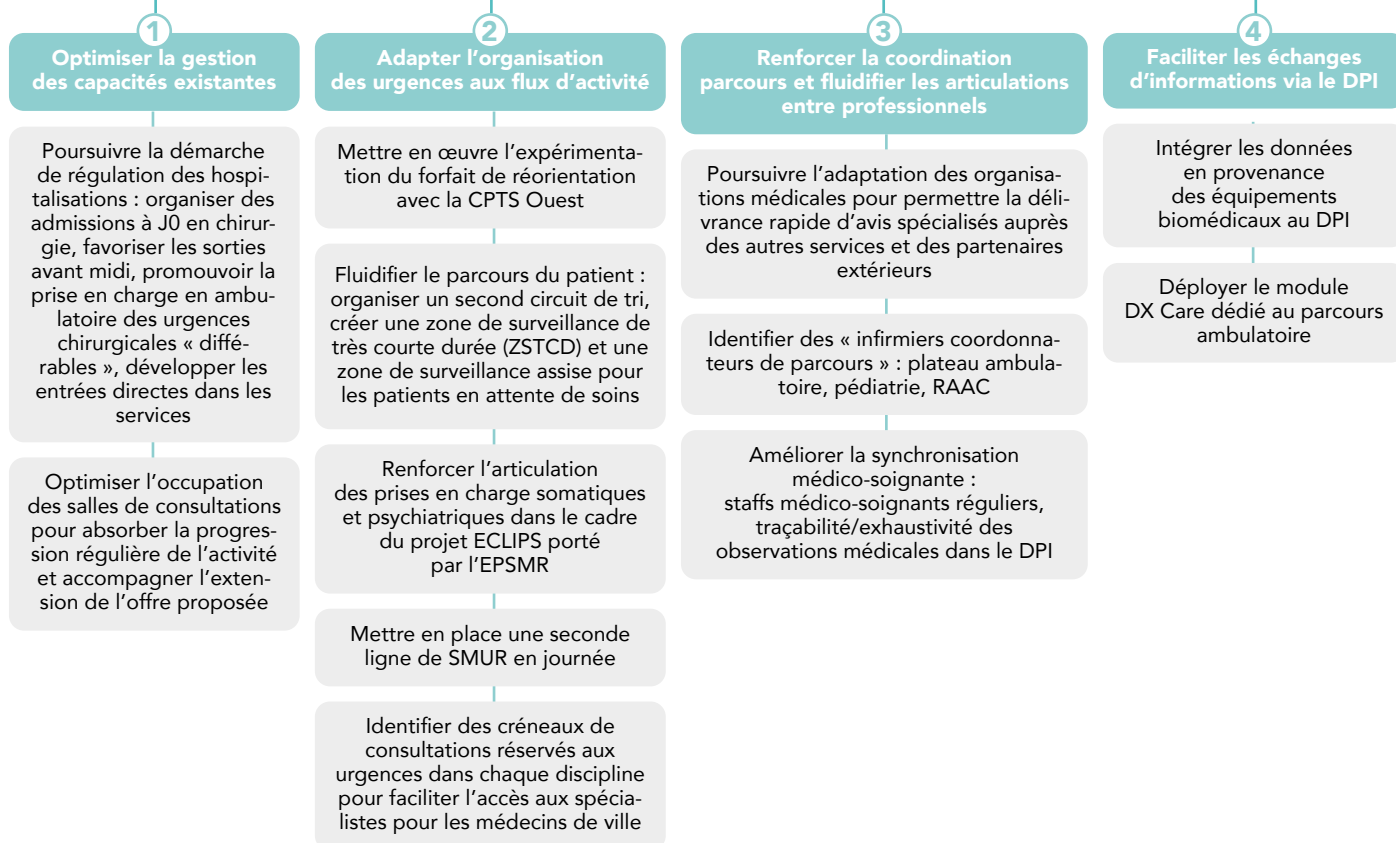 1
Optimiser la gestion
des capacités existantes
Poursuivre la démarche
de régulation des hospi-
talisations : organiser des
admissions à J0 en chirur-
gie, favoriser les sorties
avant midi, promouvoir la
prise en charge en ambu-
latoire des urgences
chirurgicales « diffé-
rables », développer les
entrées directes dans les
services
Optimiser l’occupation
des salles de consultations
pour absorber la progres-
sion régulière de l’activité
et accompagner l’exten-
sion de l’offre proposée
2
Adapter l’organisation
des urgences aux flux d’activité
Mettre en œuvre l’expérimenta-
tion du forfait de réorientation
avec la CPTS Ouest
Fluidifier le parcours du patient :
organiser un second circuit de tri,
créer une zone de surveillance de
très courte durée (ZSTCD) et une
zone de surveillance assise pour
les patients en attente de soins
Renforcer l’articulation
des prises en charge somatiques
et psychiatriques dans le cadre
du projet ECLIPS porté
par l’EPSMR
Mettre en place une seconde
ligne de SMUR en journée
Identifier des créneaux de
consultations réservés aux
urgences dans chaque discipline
pour faciliter l’accès aux spécia-
listes pour les médecins de ville
3
Renforcer la coordination
parcours et fluidifier les articulations
entre professionnels
Poursuivre l’adaptation des organisa-
tions médicales pour permettre la déli-
vrance rapide d’avis spécialisés auprès
des autres services et des partenaires
extérieurs
Identifier des « infirmiers coordonna-
teurs de parcours » : plateau ambula-
toire, pédiatrie, RAAC
Améliorer la synchronisation
médico-soignante :
staffs médico-soignants réguliers,
traçabilité/exhaustivité des
observations médicales dans le DPI
4
Faciliter les échanges
d’informations via le DPI
Intégrer les données
en provenance
des équipements
biomédicaux au DPI
Déployer le module
DX Care dédié au parcours
ambulatoire